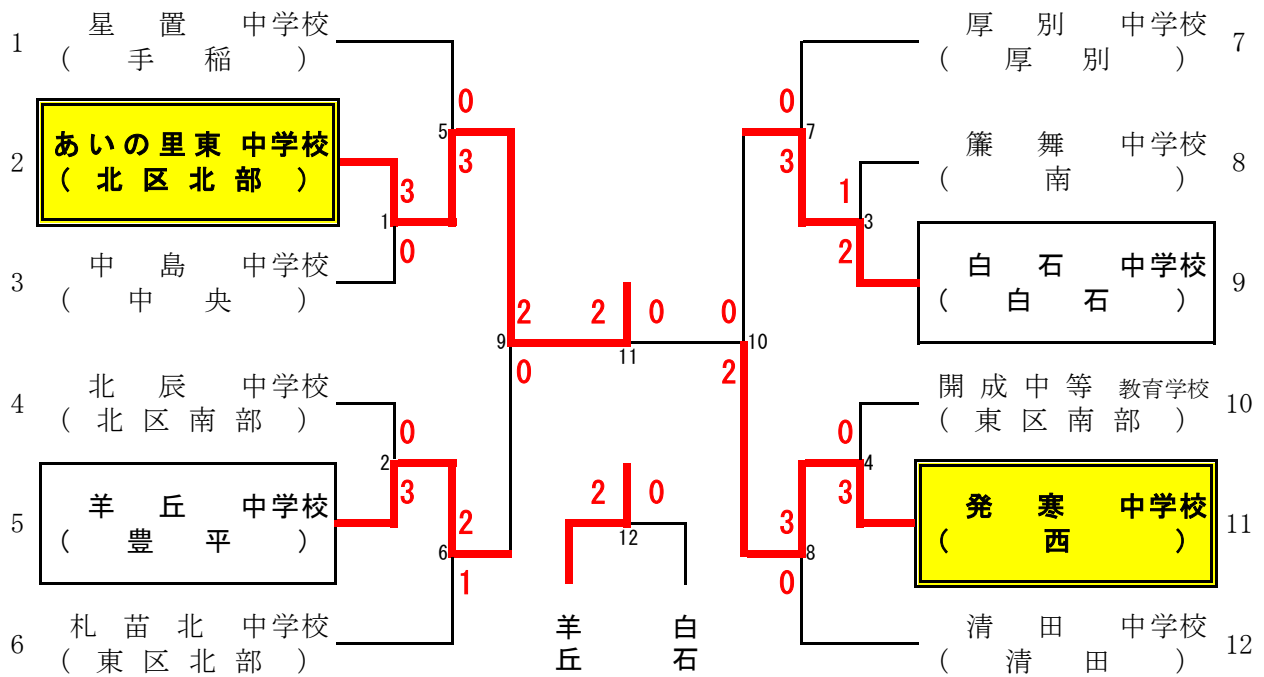 1 星置 中学校
(手稲)
2 あいの里東 中学校
(北区北部)
3 中島 中学校
(中央)
4 北辰 中学校
(北区南部)
5 羊丘 中学校
(豊平)
6 札苗北 中学校
(東区北部)
0
5
3
3
1
0
2
9
0
0
2
3
2
6
1
2 0
11
2 0
12
羊丘
白石
0
7
3
1
3
2
0
10
2
0
4
3
3
8
0
厚別 中学校 7
(厚別)
簾舞 中学校 8
(南)
白石 中学校 9
(白石)
開成中等 教育学校 10
(東区南部)
発寒 中学校 11
(西)
清田 中学校 12
(清田)